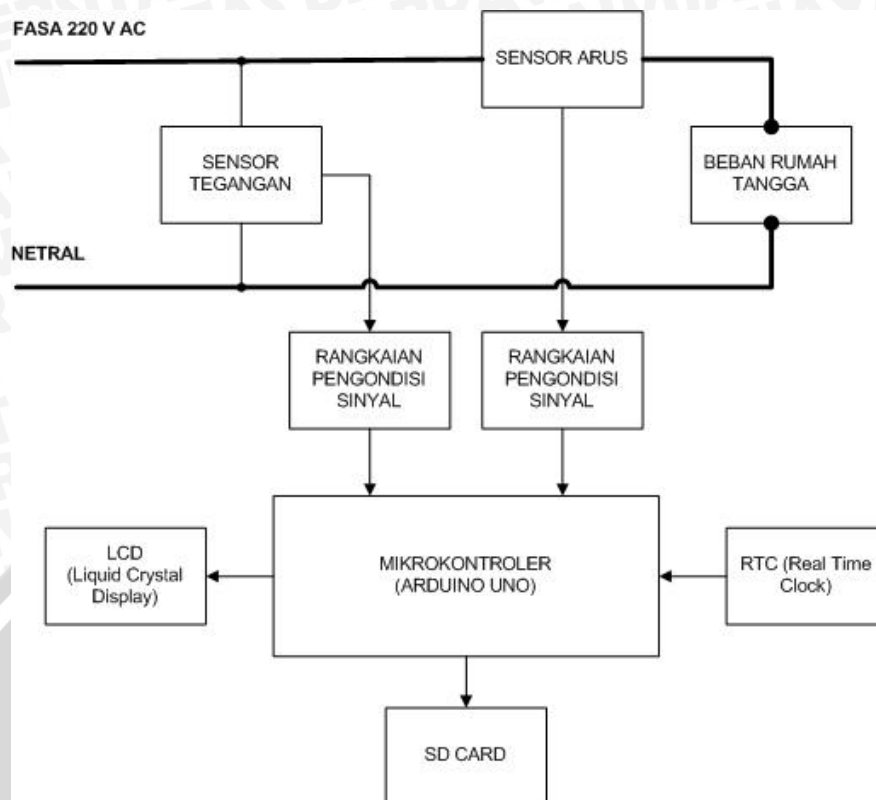 FASA 220 V AC
SENSOR ARUS
SENSOR
TEGANGAN
BEBAN RUMAH
TANGGA
NETRAL
RANGKAIAN
PENGONDISI
SINYAL
RANGKAIAN
PENGONDISI
SINYAL
LCD
(Liquid Crystal
Display)
MIKROKONTROLER
(ARDUINO UNO)
RTC (Real Time
Clock)
SD CARD